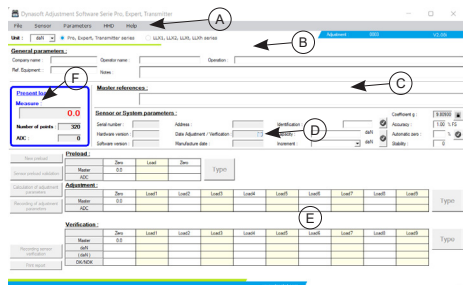 Dynasoft Adjustment Software Serie Pro, Expert, Transmitter
File Sensor Parameters HMD Help
A
Unit : daN Pro, Expert, Transmitter series LLX1, LLX2, LLXt, LLXh series
B
Adjustment V2.0
General parameters :
Company name : Operator name : Operation :
Ref. Equipment : Notes :
F
C
Present load
Master references :
Measure :
0.0
Number of points : 320
ADC : 0
Sensor or System parameters :
Serial number : Address : Identification :
Hardware version : Date Adjustment / Verification : D daN
Software version : Manufacture date : Increment : daN
Coefficient g :
Accuracy : 1.00 % FS
Automatic zero : %
Stability : 0
New preload
Sensor preload validation
Preload :
Zero Load Zero
Master 0.0
ADC
Type
Calculation of adjustment parameters
Recording of adjustment parameters
Adjustment :
Zero Load1 Load2 Load3 Load4 Load5 Load6 Load7 Load8 Load9
Master 0.0
ADC
Type
E
Verification :
Zero Load1 Load2 Load3 Load4 Load5 Load6 Load7 Load8 Load9
Master 0.0
daN
( daN )
OK/NOK
Type
Recording sensor verification
Print report